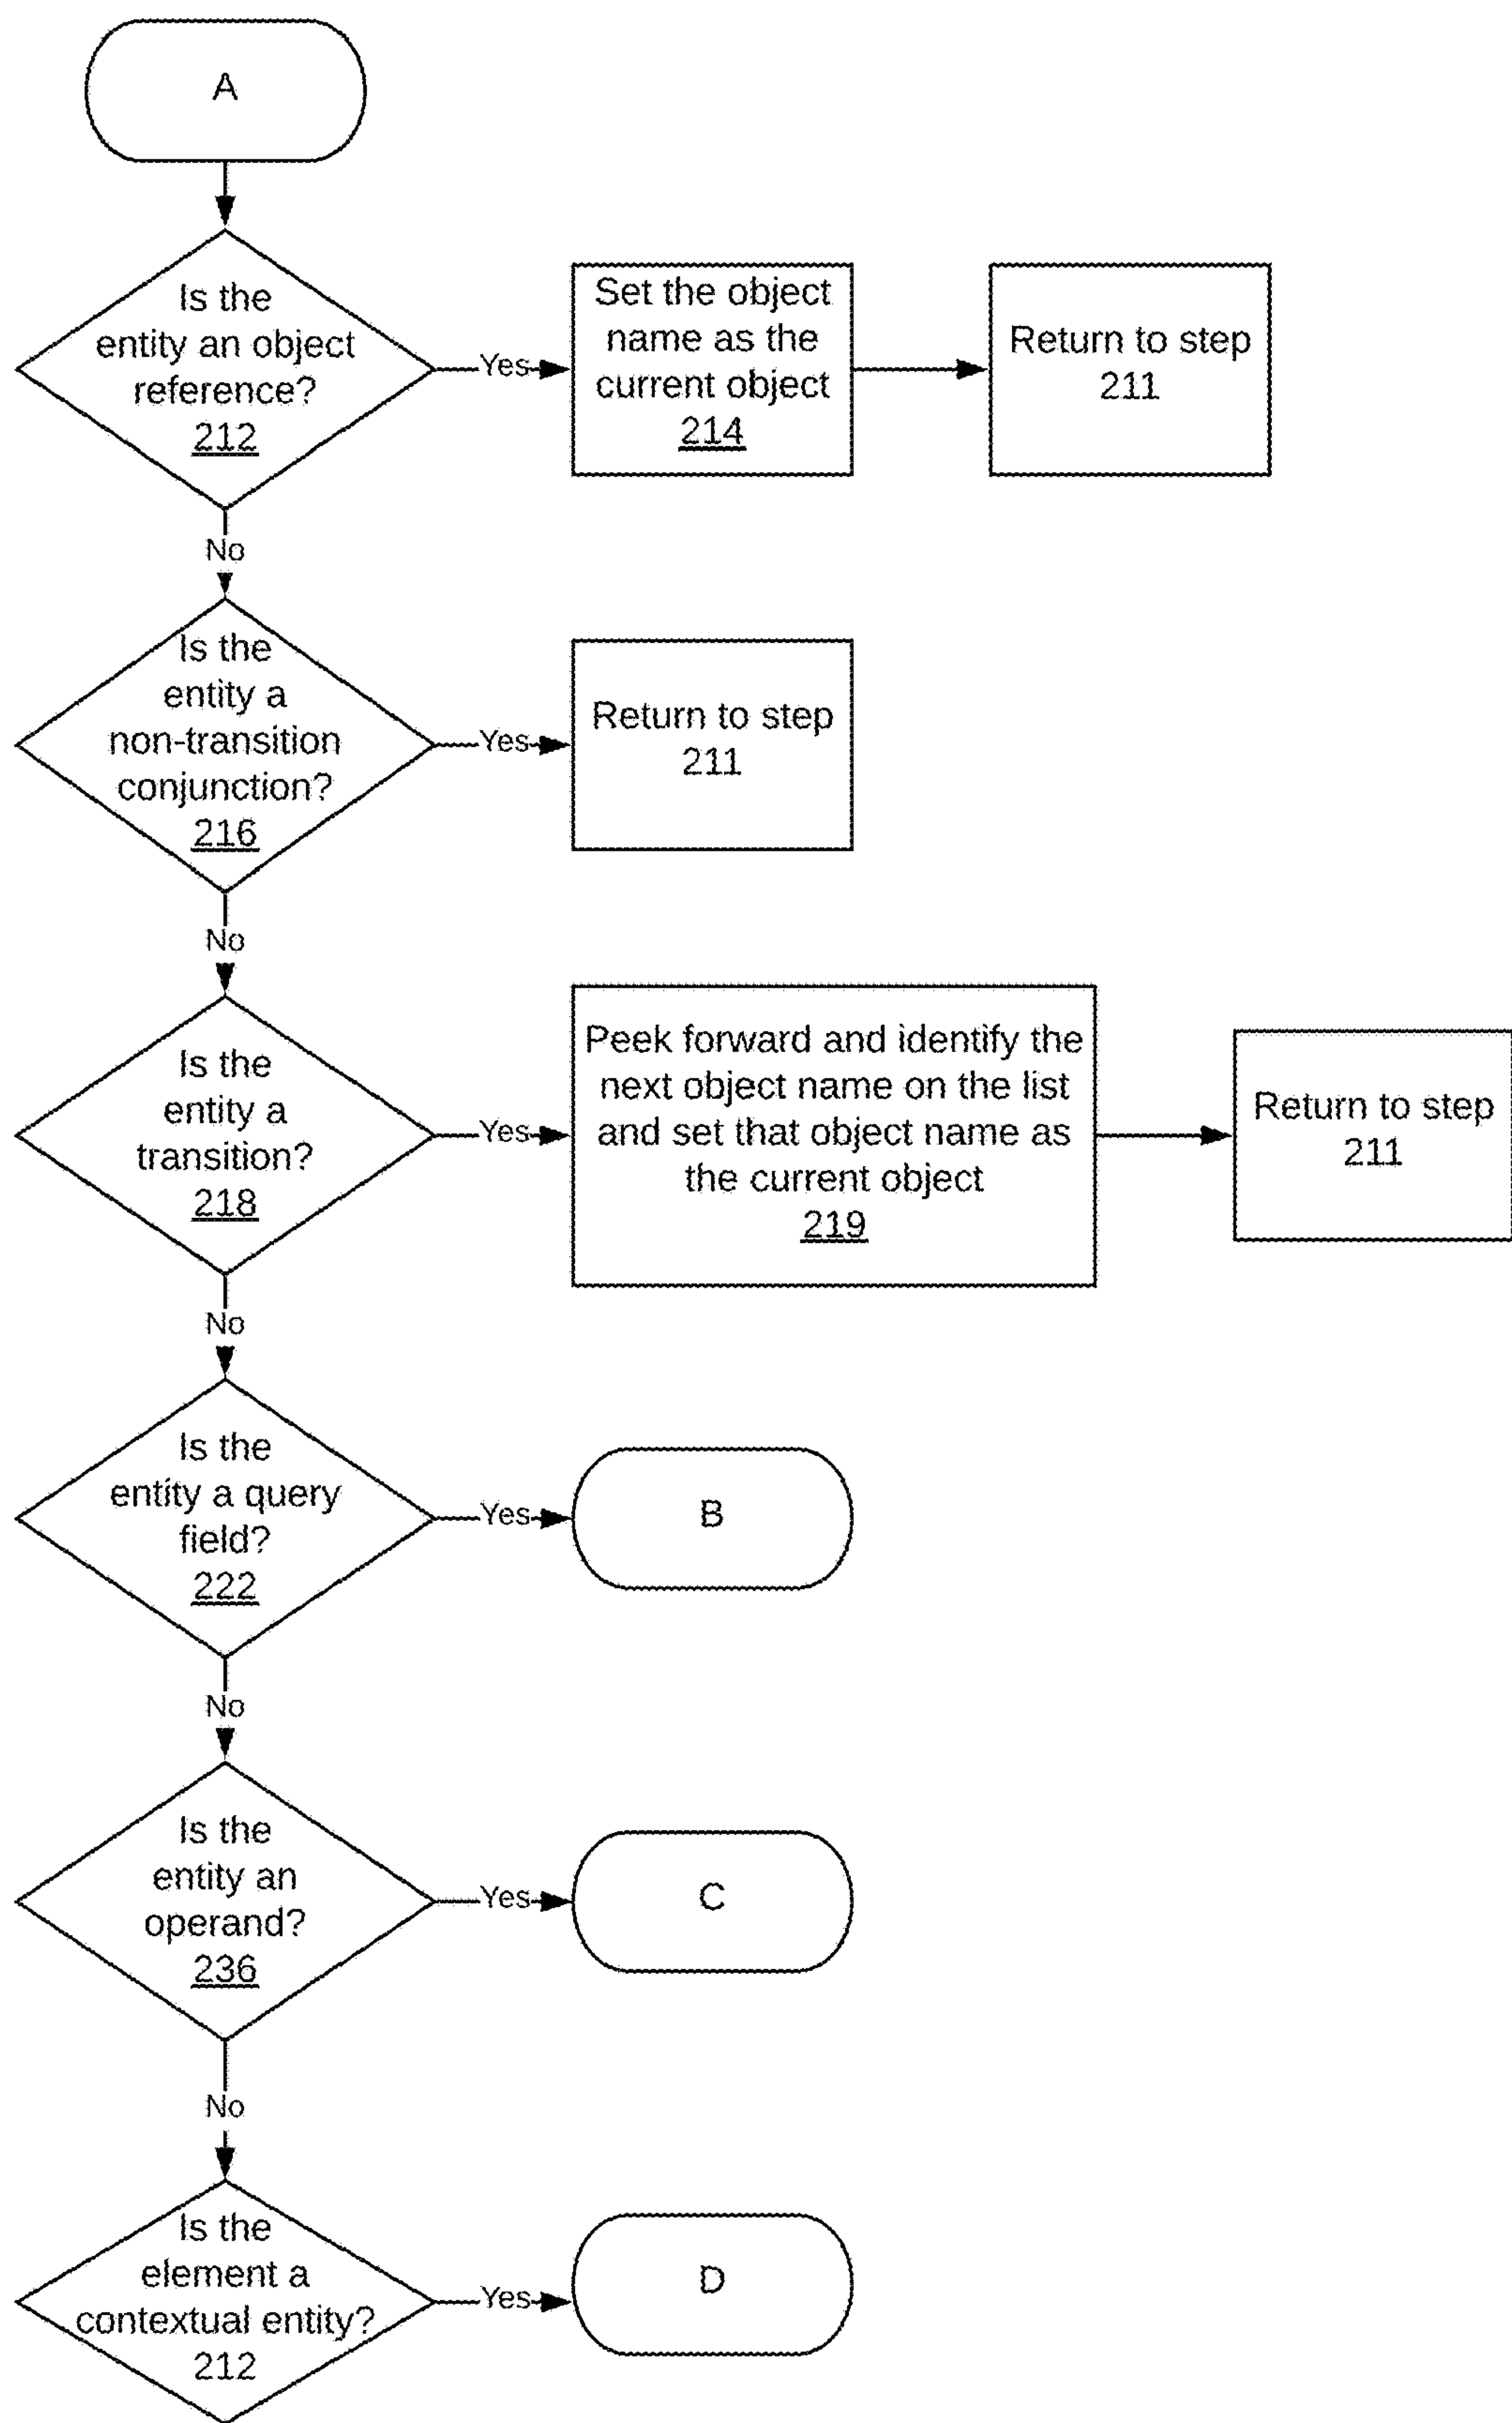 A
Is the
entity an object
reference?
212
Yes
Set the object
name as the
current object
214
Return to step
211
No
Is the
entity a
non-transition
conjunction?
216
Yes
Return to step
211
No
Is the
entity a
transition?
218
Yes
Peek forward and identify the
next object name on the list
and set that object name as
the current object
219
Return to step
211
No
Is the
entity a query
field?
222
Yes
B
No
Is the
entity an
operand?
236
Yes
C
No
Is the
element a
contextual entity?
212
Yes
D